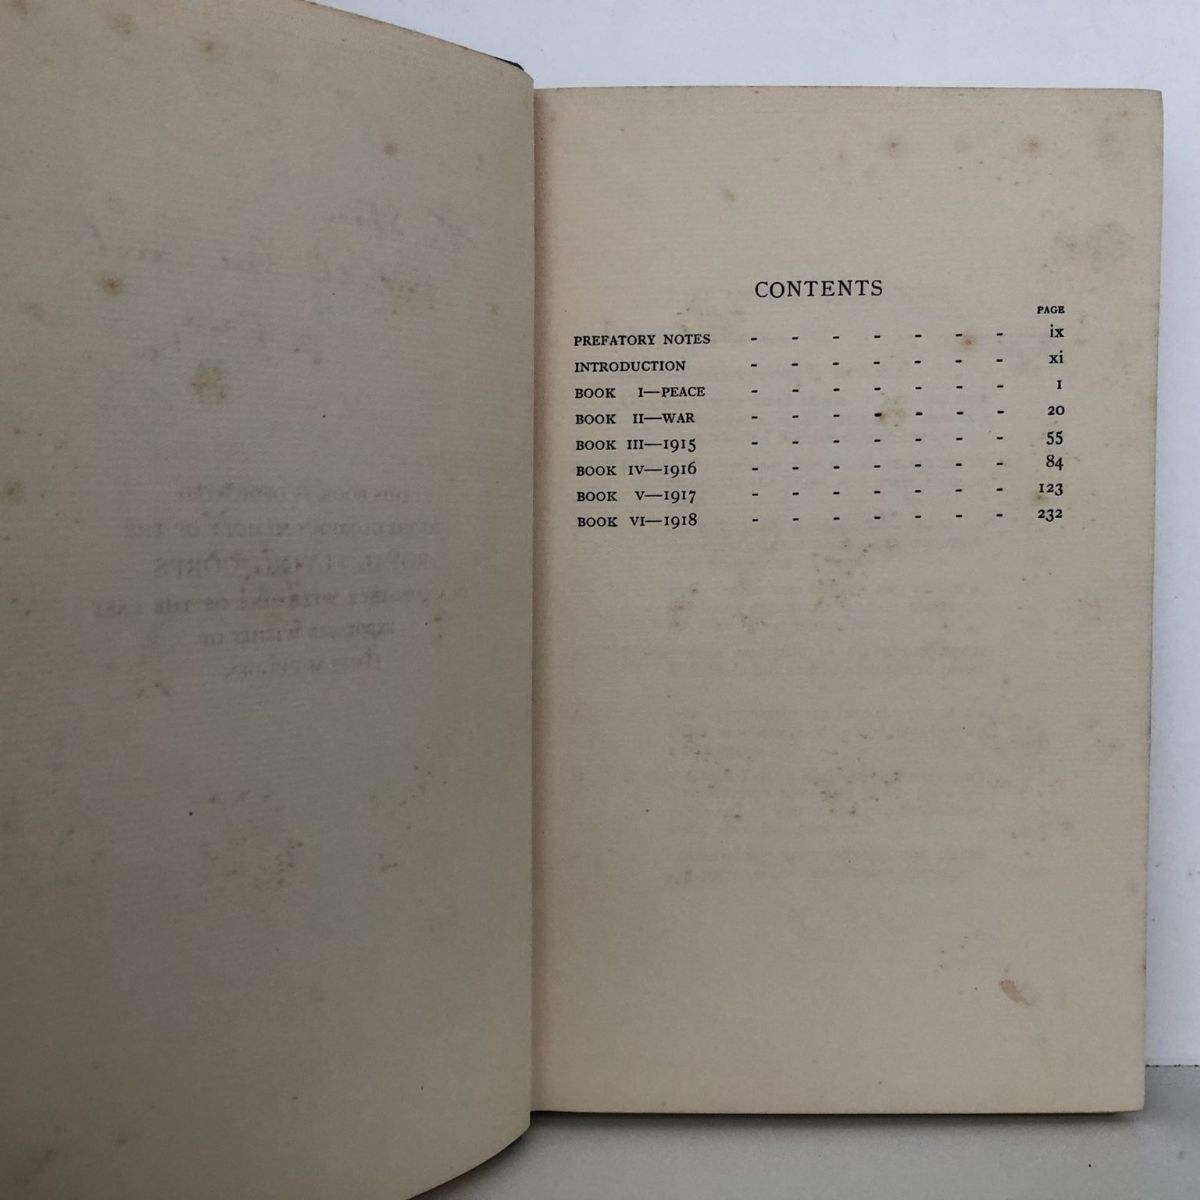 CONTENTS
PAGE
PREFATORY NOTES - - - - - - - ix
INTRODUCTION - - - - - - - xi
BOOK I—PEACE - - - - - - - 1
BOOK II—WAR - - - - - - - 20
BOOK III—1915 - - - - - - - 55
BOOK IV—1916 - - - - - - - 84
BOOK V—1917 - - - - - - - 123
BOOK VI—1918 - - - - - - - 232